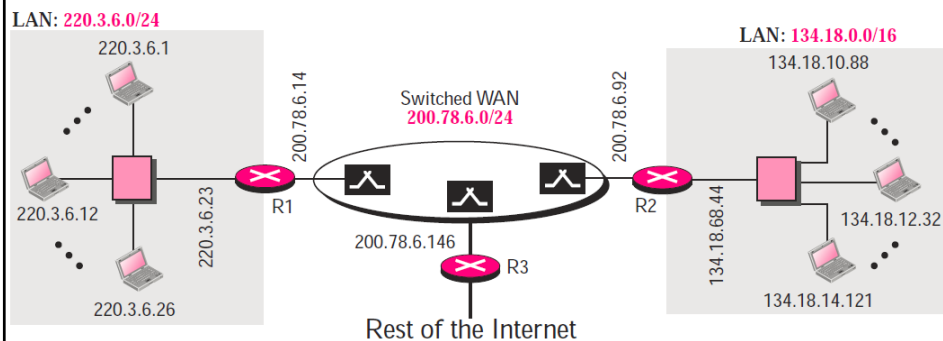 LAN: 220.3.6.0/24
220.3.6.1
220.3.6.12
220.3.6.26
220.3.6.23
R1
200.78.6.14
Switched WAN
200.78.6.0/24
200.78.6.146
R3
Rest of the Internet
200.78.6.92
R2
LAN: 134.18.0.0/16
134.18.10.88
134.18.68.44
134.18.12.32
134.18.14.121